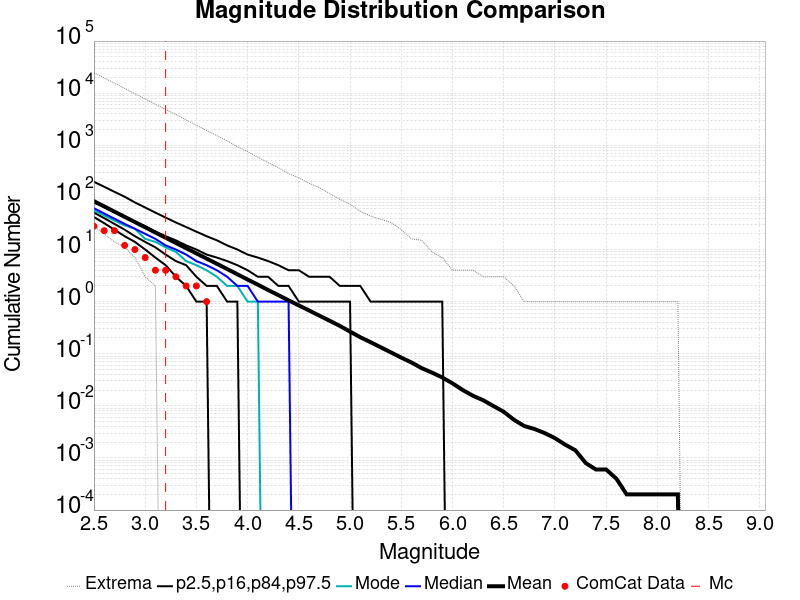 Magnitude Distribution Comparison
10^5
10^4
10^3
10^2
10^1
10^0
10^-1
10^-2
10^-3
10^-4
Cumulative Number
2.5 3.0 3.5 4.0 4.5 5.0 5.5 6.0 6.5 7.0 7.5 8.0 8.5 9.0
Magnitude
Extrema p2.5,p16,p84,p97.5 Mode Median Mean ComCat Data Mc